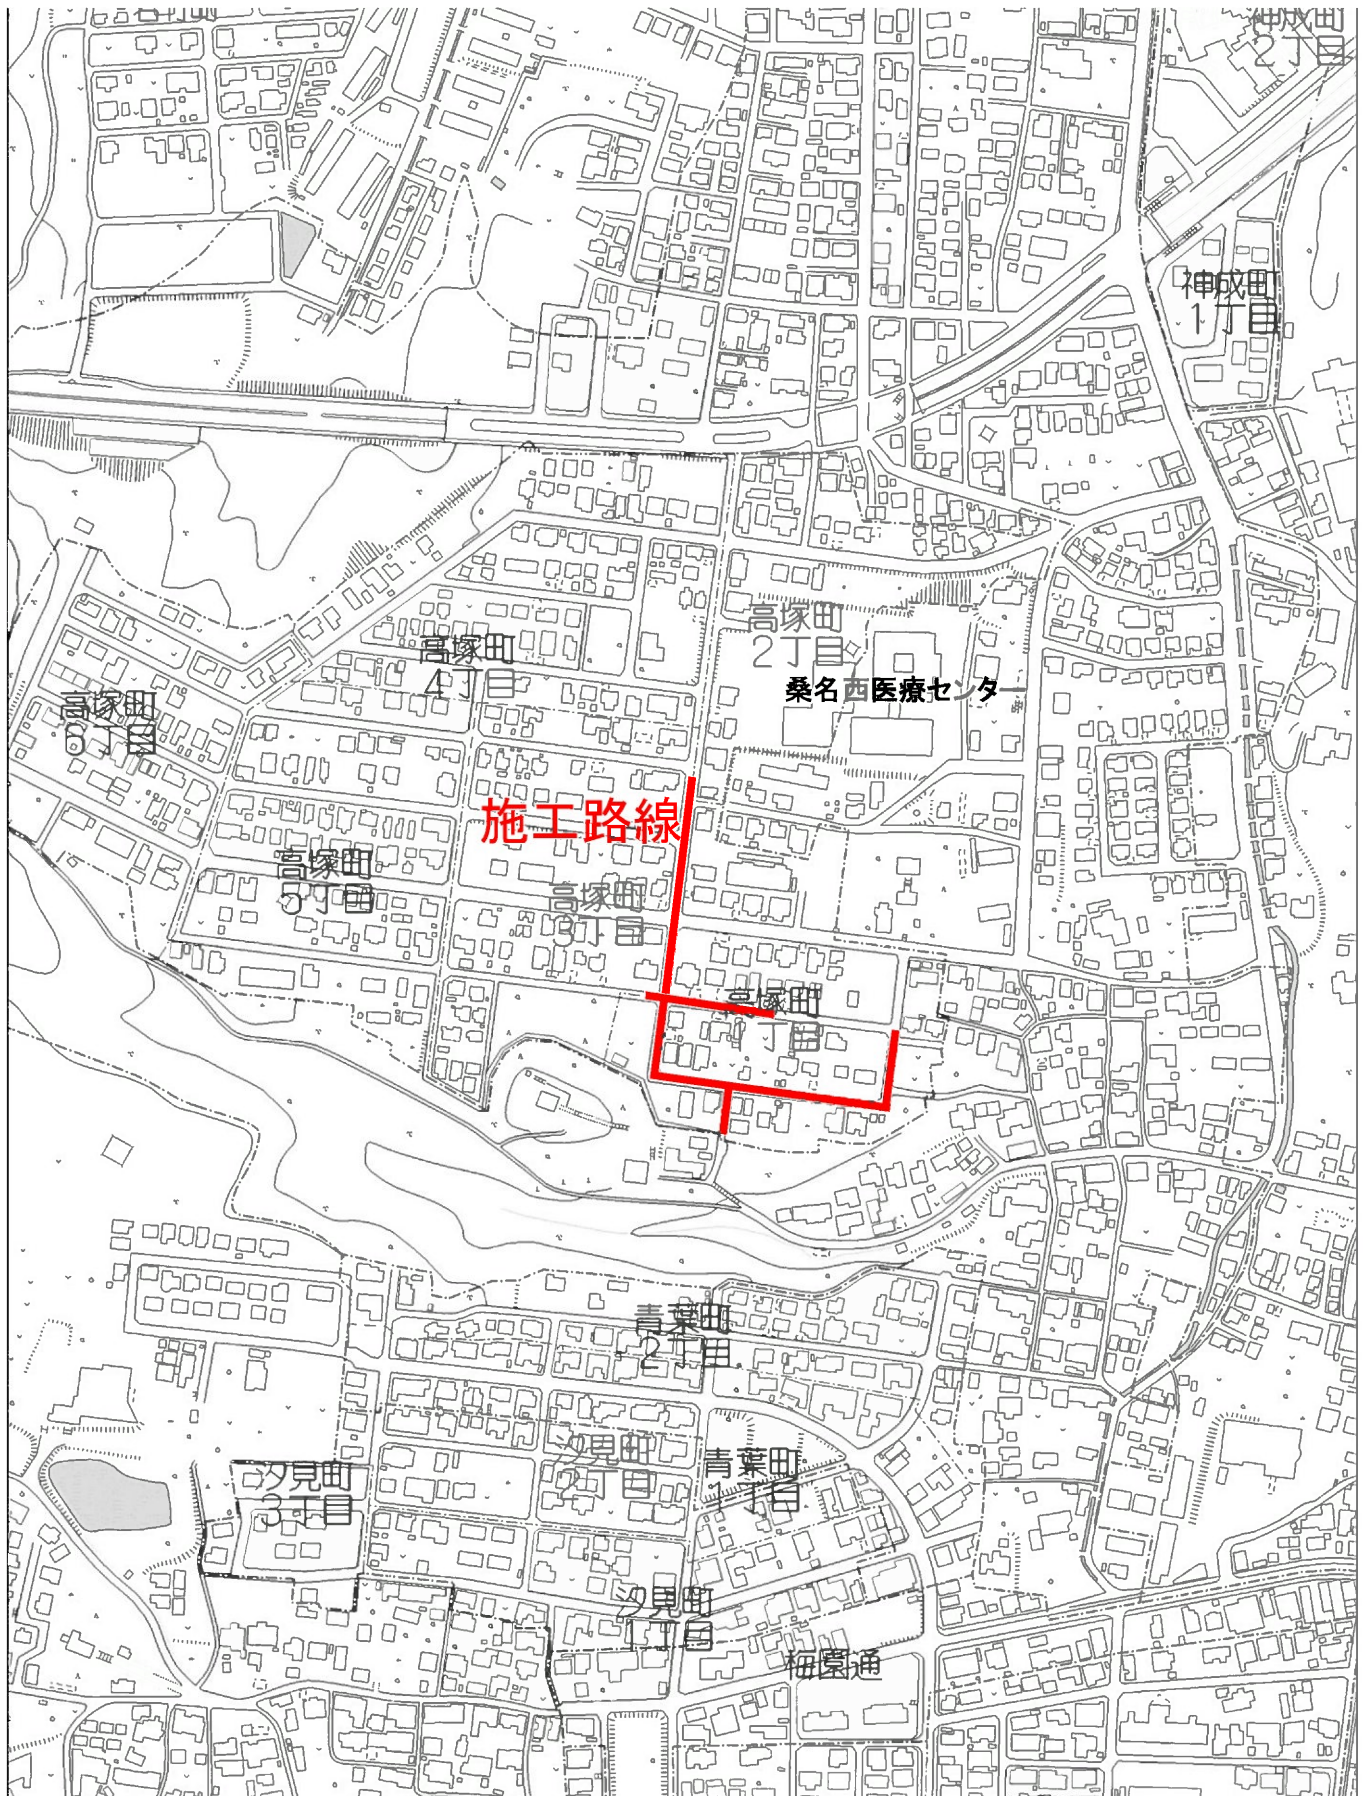 神成町
2丁目
神成町
1丁目
高塚町
2丁目
高塚町
4丁目
桑名西医療センター
高塚町
6丁目
施工路線
高塚町
5丁目
高塚町
3丁目
高塚町
1丁目
青葉町
2丁目
汐見町
2丁目
青葉町
1丁目
汐見町
3丁目
汐見町
1丁目
梅園通